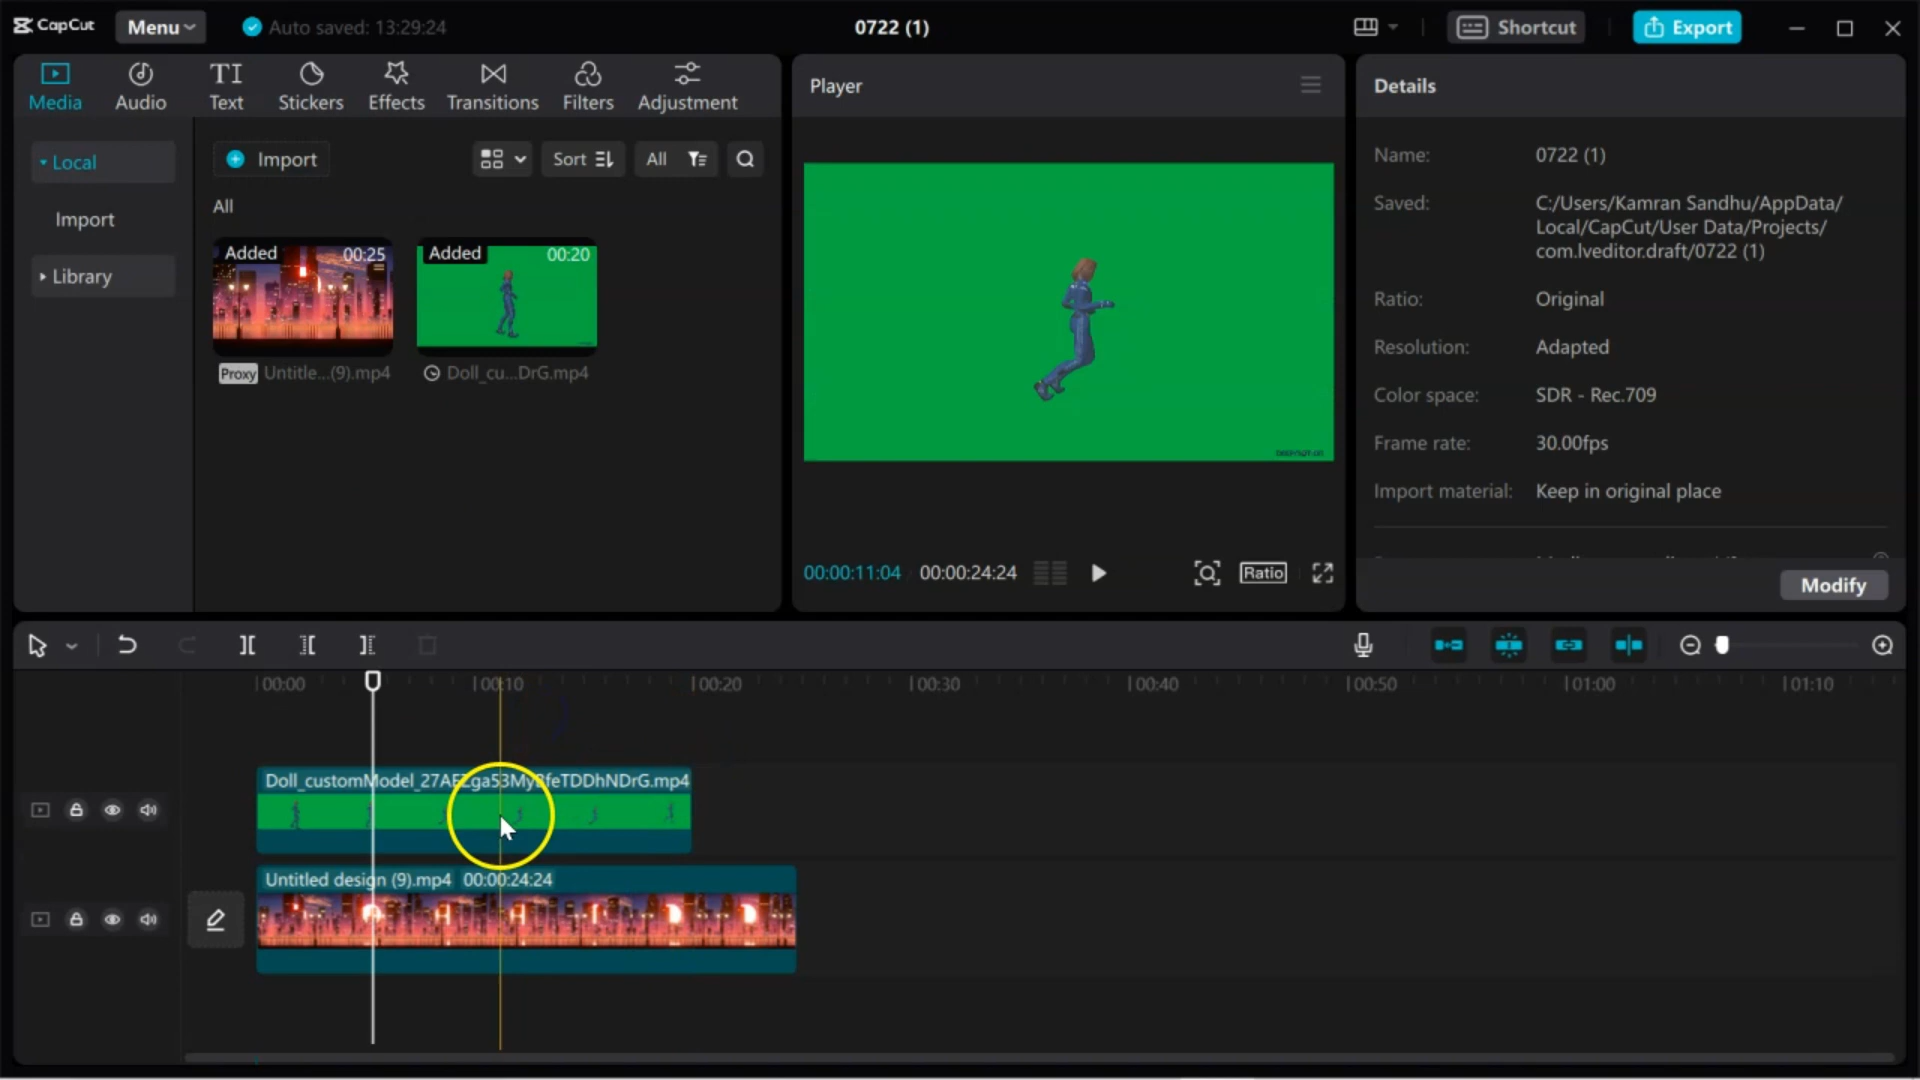 CapCut
Menu
Auto saved: 13:29:24
0722 (1)
Shortcut
Export
Media
Audio
TI
Text
Stickers
Effects
Transitions
Filters
Adjustment
Local
Import
Library
Import
Sort
All
All
Added
00:25
Proxy
Untitle...(9).mp4
Added
00:20
Doll_cu...DrG.mp4
Player
00:00:11:04
00:00:24:24
Ratio
Details
Name:
0722 (1)
Saved:
C:/Users/Kamran Sandhu/AppData/
Local/CapCut/User Data/Projects/
com.lveditor.draft/0722 (1)
Ratio:
Original
Resolution:
Adapted
Color space:
SDR - Rec.709
Frame rate:
30.00fps
Import material:
Keep in original place
Modify
00:00
00:10
00:20
00:30
00:40
00:50
01:00
01:10
Untitled design (9).mp4 00:00:24:24